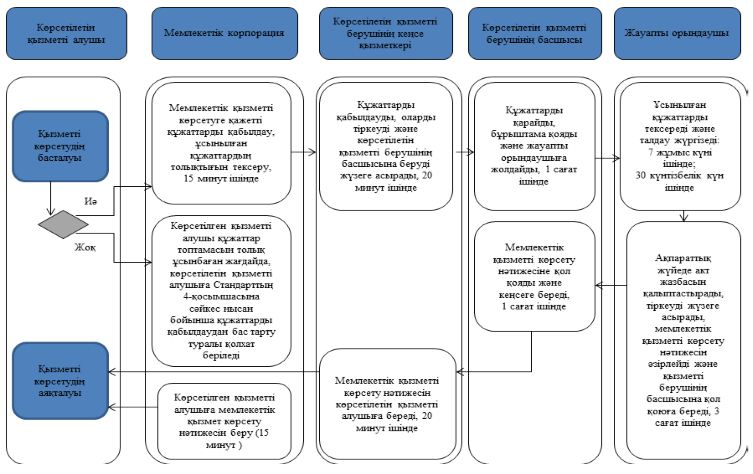 Көрсетілетін
қызметті алушы
Мемлекеттік корпорация
Көрсетілетін қызметті
берушінің кеңсе
қызметкері
Көрсетілетін қызметті
берушінің басшысы
Жауапты орындаушы
Қызметті
көрсетудің
басталуы
Иә
Жоқ
Мемлекеттік қызметті
көрсетуге қажетті
құжаттарды қабылдау,
ұсынылған
құжаттардың
толықтығын тексеру,
15 минут ішінде
Көрсетілген қызметті
алушы құжаттар
топтамасын толық
ұсынбаған жағдайда,
көрсетілетін қызметті
алушыға Стандарттың
4-қосымшасына
сәйкес нысан
бойынша құжаттарды
қабылдаудан бас тарту
туралы қолхат
беріледі
Құжаттарды
қабылдауды, оларды
тіркеуді және
көрсетілетін
қызметті берушінің
басшысына беруді
жүзеге асырады, 20
минут ішінде
Құжаттарды
қарайды,
бұрыштама қояды
және жауапты
орындаушыға
жолдайды, 1 сағат
ішінде
Ұсынылған
құжаттарды
тексереді және
талдау жүргізеді:
7 жұмыс күні
ішінде;
30 күнтізбелік күн
ішінде
Ақпараттық
жүйеде акт
жазбасын
қалыптастырады,
тіркеуді жүзеге
асырады,
мемлекеттік
қызметті көрсету
нәтижесін
әзірлейді және
қызметті
берушінің
басшысына қол
қоюға береді, 3
сағат ішінде
Мемлекеттік
қызметті көрсету
нәтижесіне қол
қояды және
кеңсеге береді,
1 сағат ішінде
Мемлекеттік қызметті
көрсету нәтижесін
көрсетілетін қызметті
алушыға береді, 20
минут ішінде
Көрсетілген қызметті
алушыға мемлекеттік
қызмет көрсету
нәтижесін беру (15
минут )
Қызметті
көрсетудің
аяқталуы